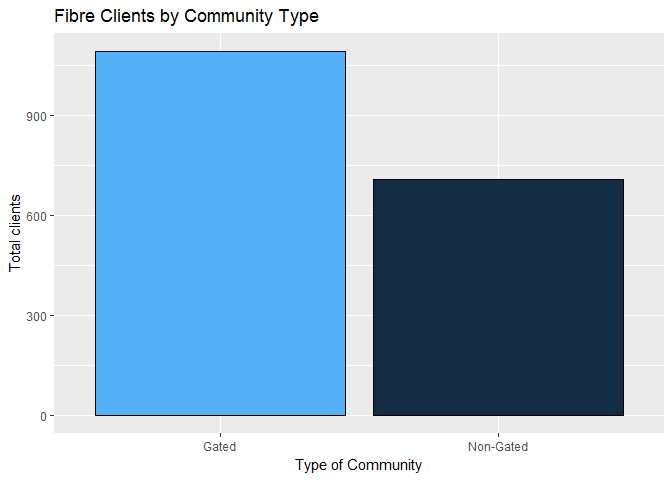 Fibre Clients by Community Type
Total clients
900
600
300
0
Gated Non-Gated
Type of Community